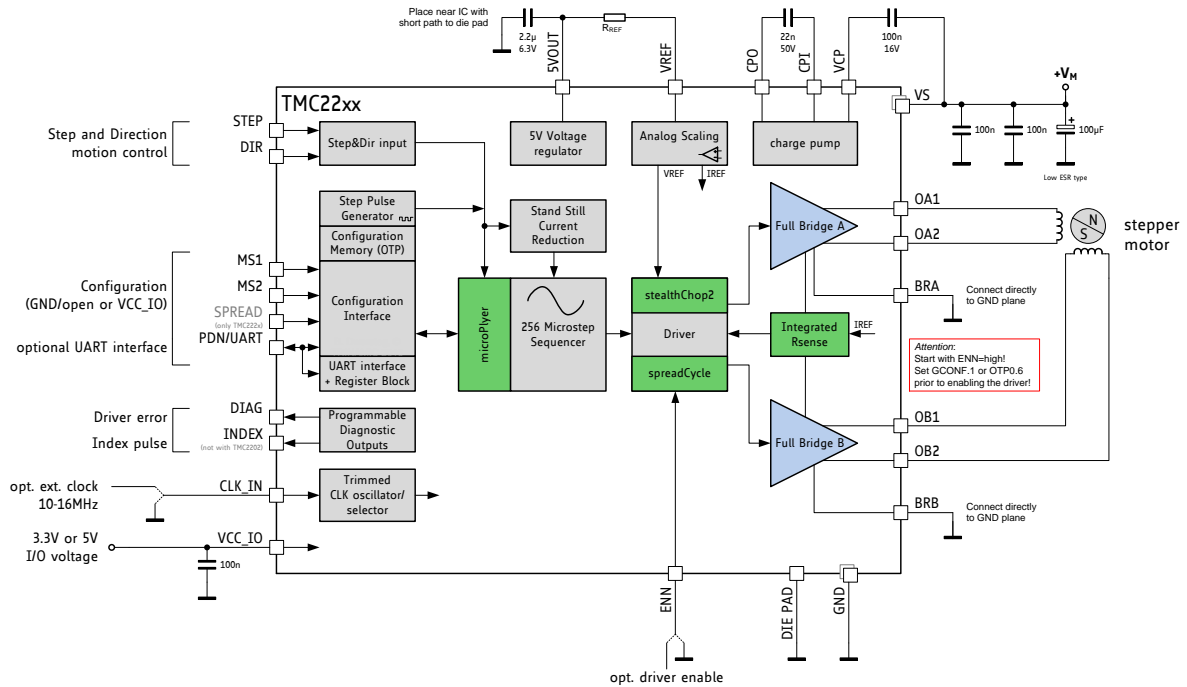 Place near IC with
short path to die pad
2.2µ
6.3V
R_REF
5VOUT
VREF
22n
50V
CPO
CPI
100n
16V
VCP
+V_M
VS
100n
100n
+
100µF
Low ESR type
TMC22xx
Step and Direction
motion control
STEP
DIR
Step&Dir input
5V Voltage
regulator
Analog Scaling
VREF
IREF
charge pump
Step Pulse
Generator
Configuration
Memory (OTP)
Stand Still
Current
Reduction
Full Bridge A
OA1
OA2
N
S
stepper
motor
Configuration
(GND/open or VCC_IO)
MS1
MS2
SPREAD
(only TMC222x)
optional UART interface
PDN/UART
Configuration
Interface
UART interface
+ Register Block
microPlyer
256 Microstep
Sequencer
stealthChop2
Driver
spreadCycle
Integrated
Rsense
IREF
BRA
Connect directly
to GND plane
Attention:
Start with ENN=high!
Set GCONF.1 or OTP0.6
prior to enabling the driver!
Driver error
Index pulse
DIAG
INDEX
(not with TMC2202)
Programmable
Diagnostic
Outputs
Full Bridge B
OB1
OB2
opt. ext. clock
10-16MHz
CLK_IN
Trimmed
CLK oscillator/
selector
BRB
Connect directly
to GND plane
3.3V or 5V
I/O voltage
VCC_IO
100n
ENN
DIE PAD
GND
opt. driver enable